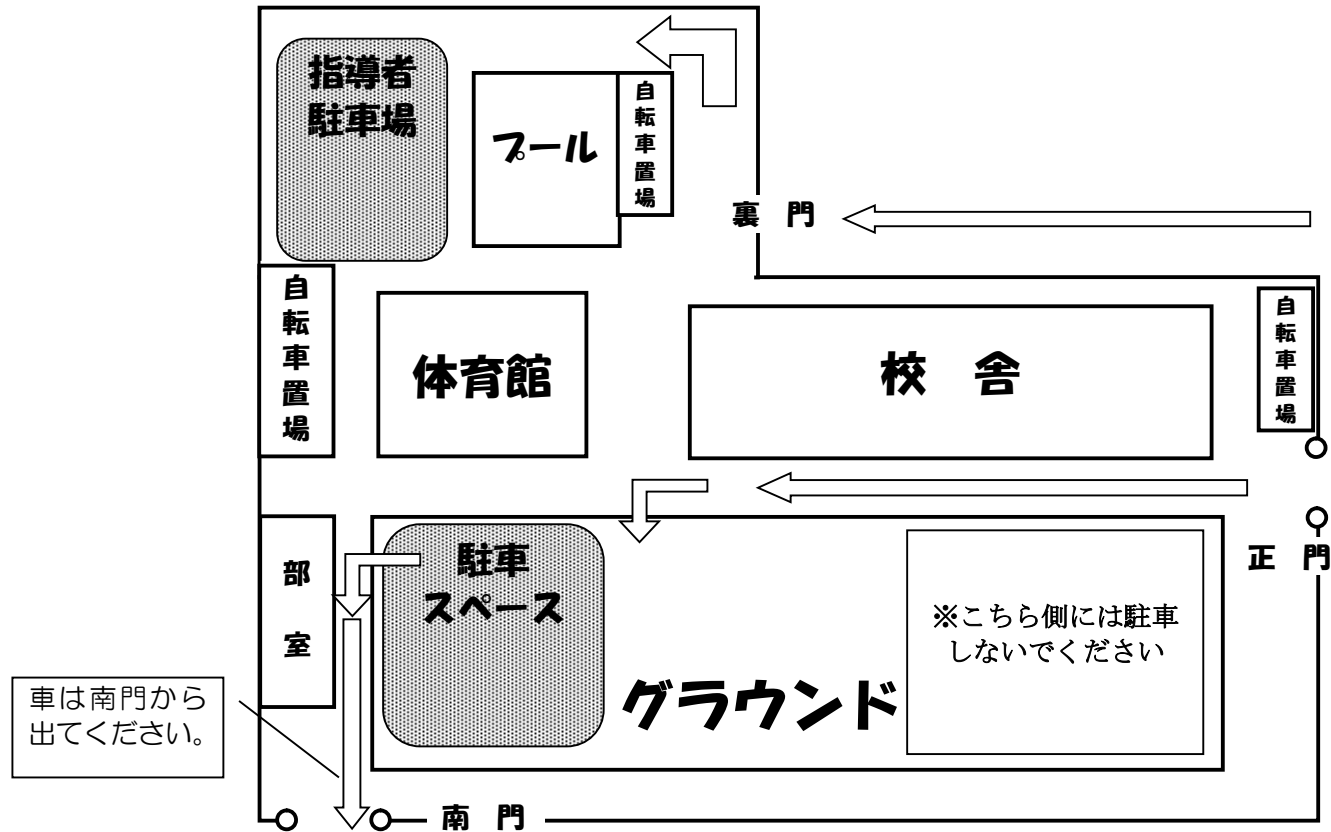 指導者
駐車場
プール
自転車置場
裏　門
自転車置場
体育館
校　舎
自転車置場
正　門
部　室
駐車
スペース
※こちら側には駐車
しないでください
グラウンド
車は南門から
出てください。
南　門